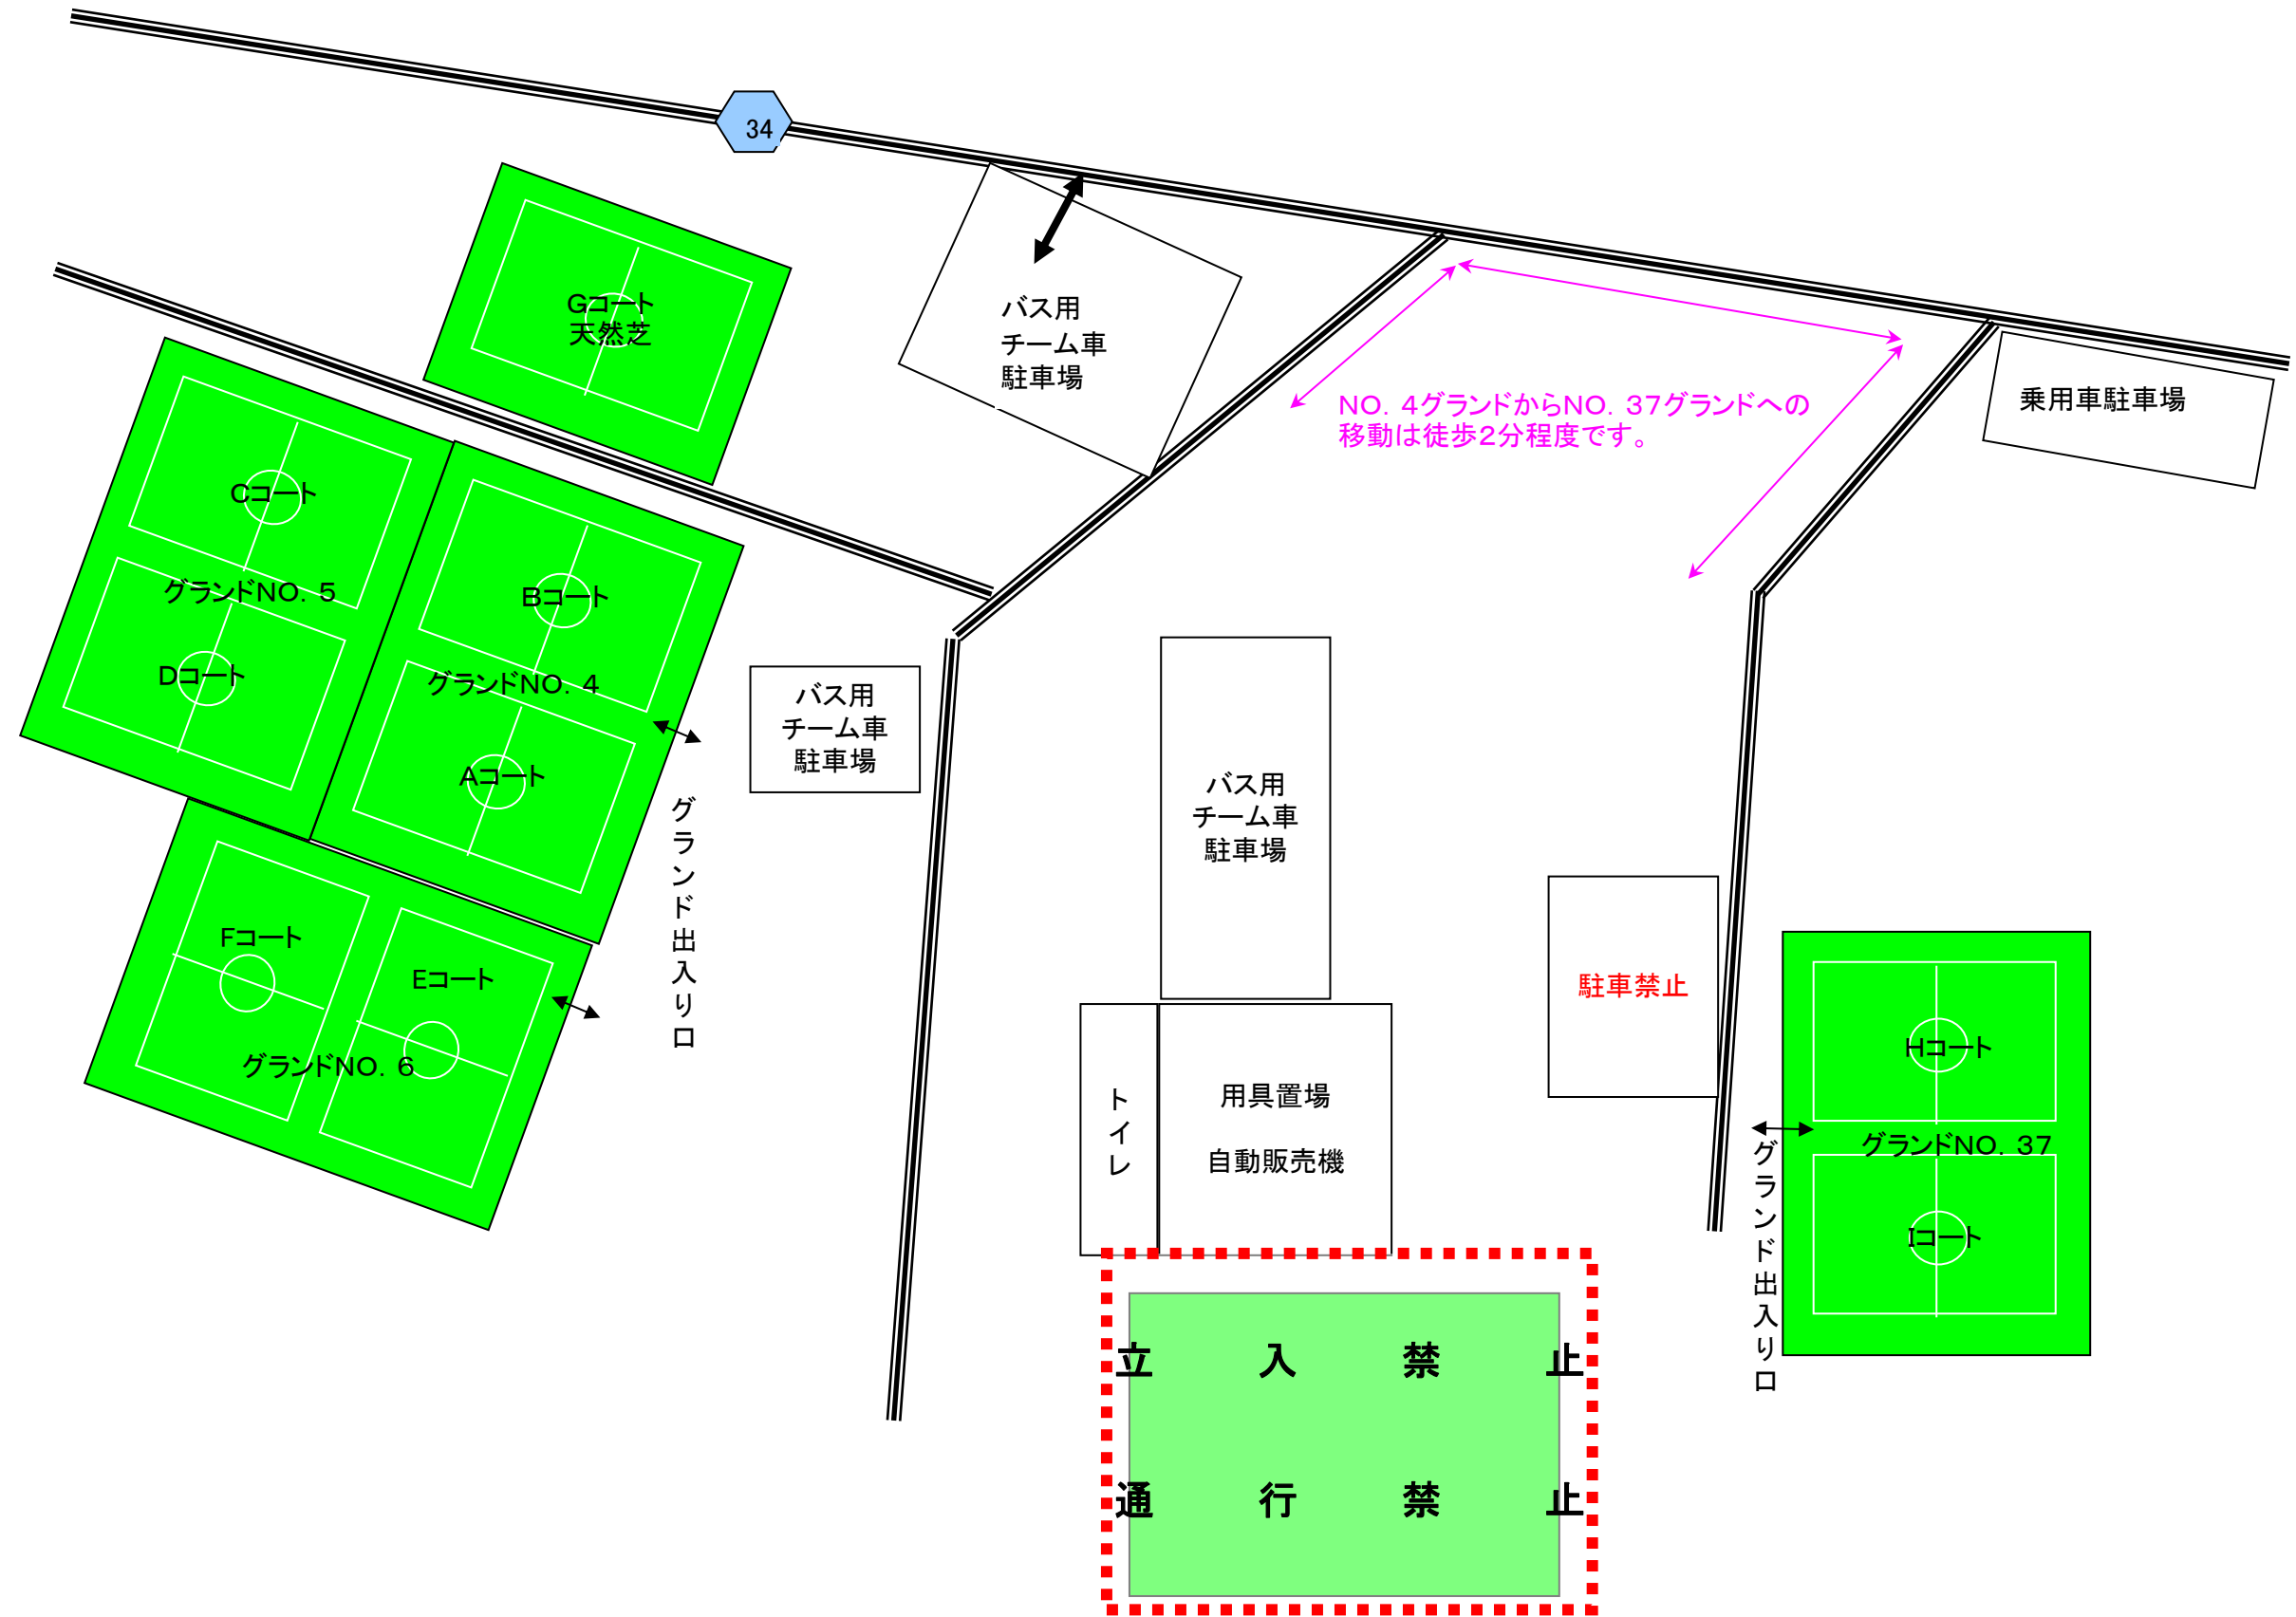 34
Gコート
天然芝
バス用
チーム車
駐車場
NO．4グランドからNO．37グランドへの
移動は徒歩2分程度です。
乗用車駐車場
Cコート
グランドNO．5
Dコート
Bコート
グランドNO．4
Aコート
バス用
チーム車
駐車場
バス用
チーム車
駐車場
グランド出入り口
Fコート
Eコート
グランドNO．6
駐車禁止
トイレ
用具置場
自動販売機
Hコート
グランドNO．37
Iコート
グランド出入り口
立入禁止
通行禁止